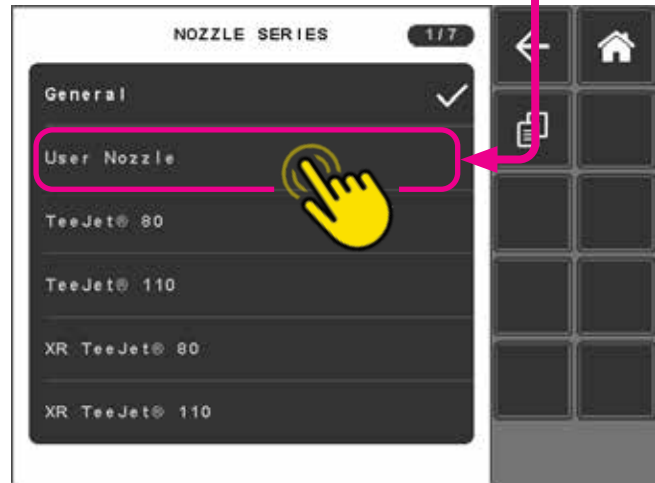 NOZZLE SERIES 1/7
General
User Nozzle
TeeJet® 80
TeeJet® 110
XR TeeJet® 80
XR TeeJet® 110